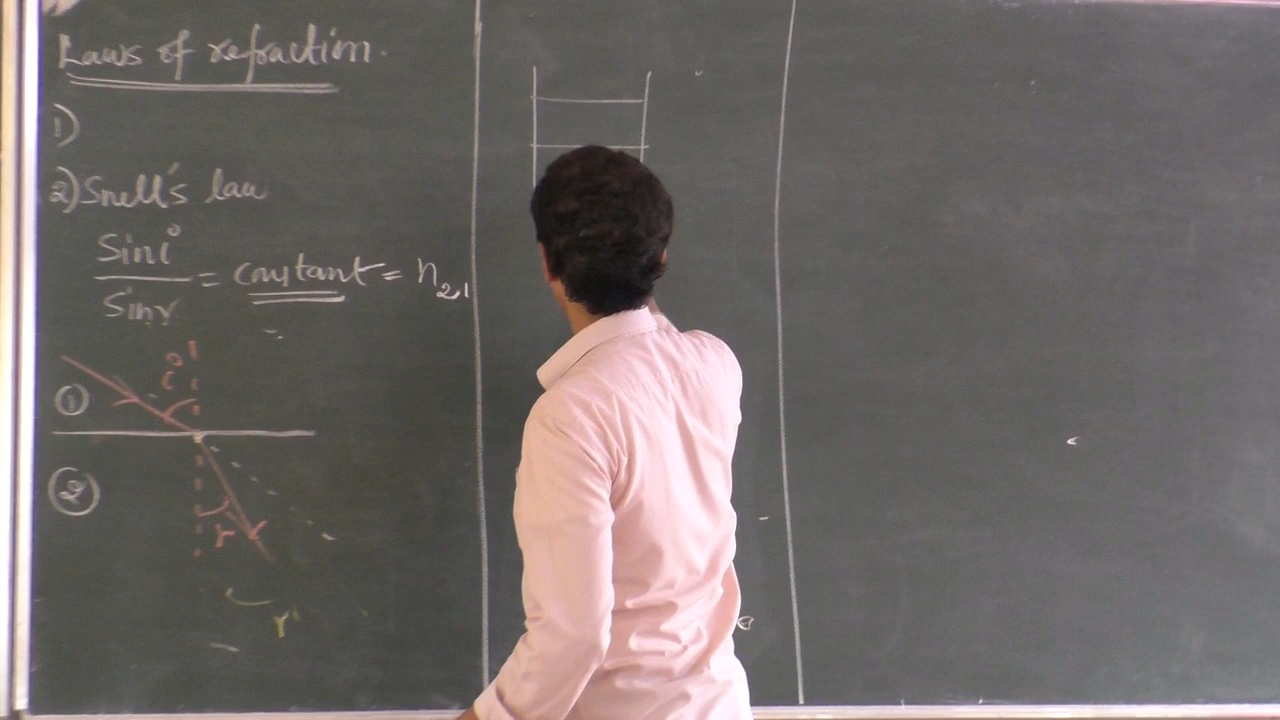 Laws of refraction.
1)
2) Snell's law
Sin i
Sin r
= constant = n21
i
1
2
r
r'